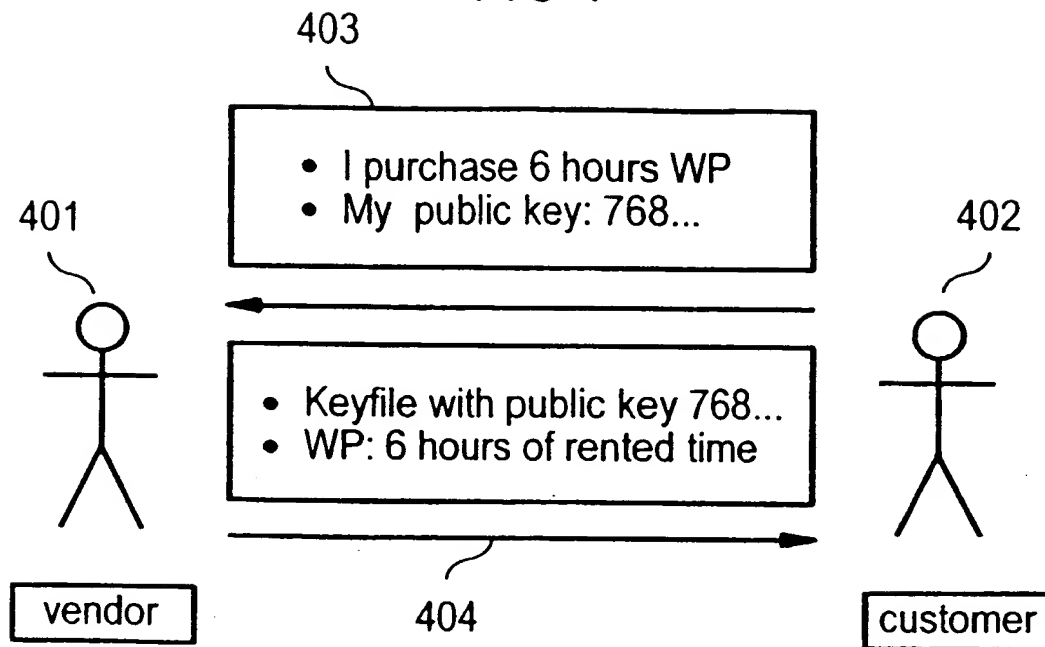 403
• I purchase 6 hours WP
• My public key: 768...
401
402
• Keyfile with public key 768...
• WP: 6 hours of rented time
vendor
404
customer